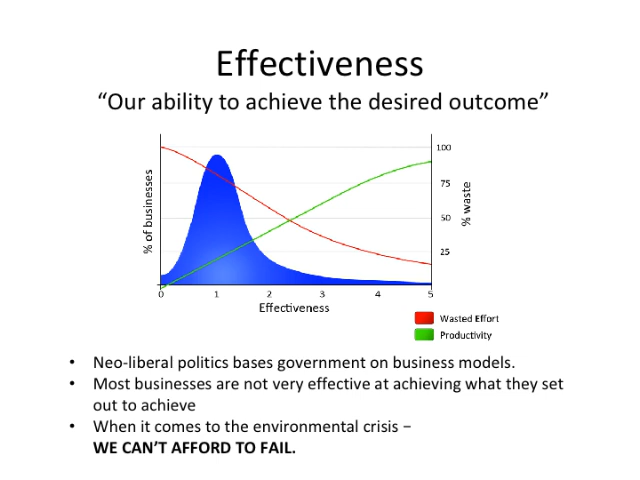 Effectiveness
“Our ability to achieve the desired outcome”
% of businesses
100
75
50
25
% waste
0 1 2 3 4 5
Effectiveness
Wasted Effort
Productivity
• Neo-liberal politics bases government on business models.
• Most businesses are not very effective at achieving what they set
out to achieve
• When it comes to the environmental crisis –
WE CAN’T AFFORD TO FAIL.